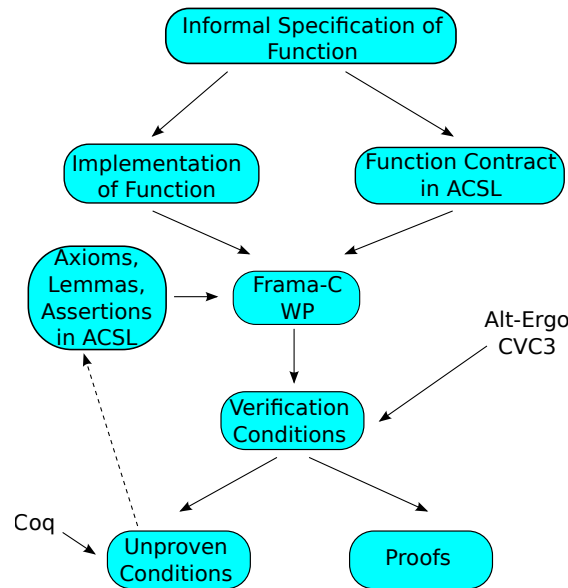 Informal Specification of
Function
Implementation
of Function
Function Contract
in ACSL
Axioms,
Lemmas,
Assertions
in ACSL
Frama-C
WP
Alt-Ergo
CVC3
Verification
Conditions
Coq
Unproven
Conditions
Proofs